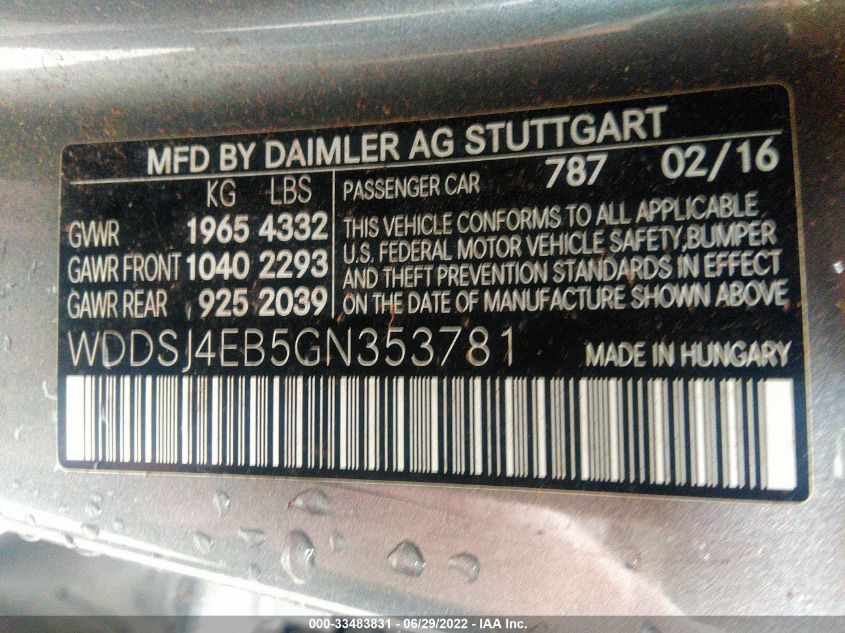 MFD BY DAIMLER AG STUTTGART
KG LBS
GVWR 1965 4332
GAWR FRONT 1040 2293
GAWR REAR 925 2039
PASSENGER CAR 787 02/16
THIS VEHICLE CONFORMS TO ALL APPLICABLE
U.S. FEDERAL MOTOR VEHICLE SAFETY,BUMPER
AND THEFT PREVENTION STANDARDS IN EFFECT
ON THE DATE OF MANUFACTURE SHOWN ABOVE
WDDSJ4EB5GN353781 MADE IN HUNGARY
000-33483831 - 06/29/2022 - IAA Inc.